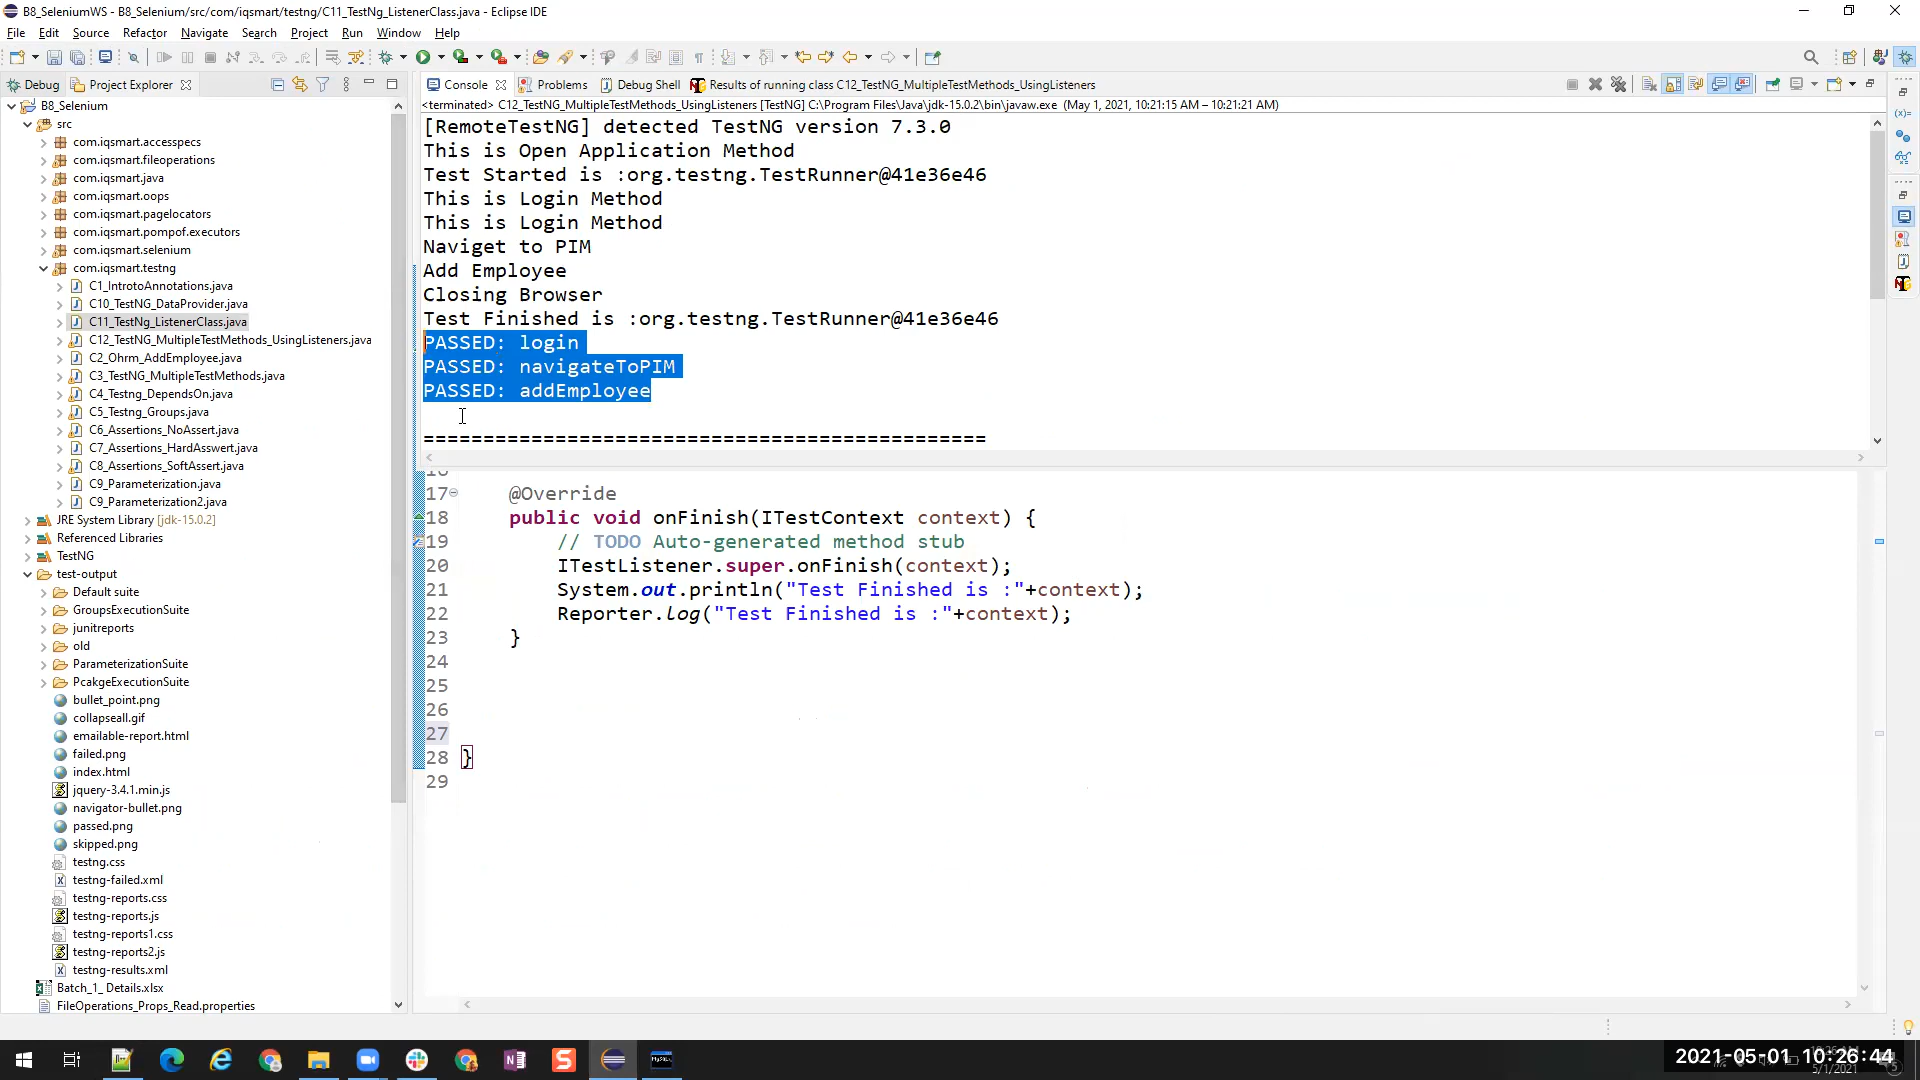 B8_SeleniumWS - B8_Selenium/src/com/iqsmart/testng/C11_TestNg_ListenerClass.java - Eclipse IDE
File Edit Source Refactor Navigate Search Project Run Window Help
Debug Project Explorer
B8_Selenium
src
com.iqsmart.accesspecs
com.iqsmart.fileoperations
com.iqsmart.java
com.iqsmart.oops
com.iqsmart.pagelocators
com.iqsmart.pompof.executors
com.iqsmart.selenium
com.iqsmart.testng
C1_IntrotoAnnotations.java
C10_TestNG_DataProvider.java
C11_TestNg_ListenerClass.java
C12_TestNG_MultipleTestMethods_UsingListeners.java
C2_Ohrm_AddEmployee.java
C3_TestNG_MultipleTestMethods.java
C4_Testng_DependsOn.java
C5_Testng_Groups.java
C6_Assertions_NoAssert.java
C7_Assertions_HardAsswert.java
C8_Assertions_SoftAssert.java
C9_Parameterization.java
C9_Parameterization2.java
JRE System Library [jdk-15.0.2]
Referenced Libraries
TestNG
test-output
Default suite
GroupsExecutionSuite
junitreports
old
ParameterizationSuite
PcakgeExecutionSuite
bullet_point.png
collapseall.gif
emailable-report.html
failed.png
index.html
jquery-3.4.1.min.js
navigator-bullet.png
passed.png
skipped.png
testng.css
testng-failed.xml
testng-reports.css
testng-reports.js
testng-reports1.css
testng-reports2.js
testng-results.xml
Batch_1_ Details.xlsx
FileOperations_Props_Read.properties
Console Problems Debug Shell Results of running class C12_TestNG_MultipleTestMethods_UsingListeners
<terminated> C12_TestNG_MultipleTestMethods_UsingListeners [TestNG] C:\Program Files\Java\jdk-15.0.2\bin\javaw.exe (May 1, 2021, 10:21:15 AM – 10:21:21 AM)
[RemoteTestNG] detected TestNG version 7.3.0
This is Open Application Method
Test Started is :org.testng.TestRunner@41e36e46
This is Login Method
This is Login Method
Naviget to PIM
Add Employee
Closing Browser
Test Finished is :org.testng.TestRunner@41e36e46
PASSED: login
PASSED: navigateToPIM
PASSED: addEmployee
===============================================
17 @Override
18 public void onFinish(ITestContext context) {
19 // TODO Auto-generated method stub
20 ITestListener.super.onFinish(context);
21 System.out.println("Test Finished is :"+context);
22 Reporter.log("Test Finished is :"+context);
23 }
24
25
26
27
28 }
29
2021-05-01 10:26:44
5/1/2021